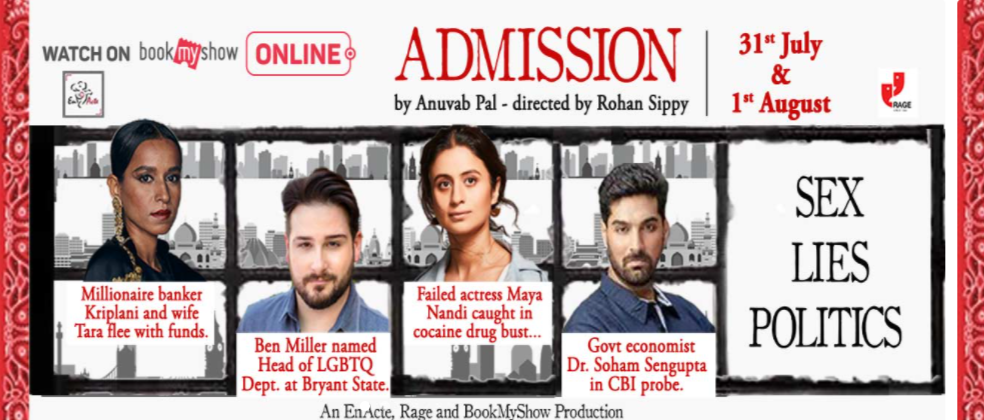 WATCH ON bookmyshow ONLINE
ADMISSION
by Anuvab Pal - directed by Rohan Sippy
31st July
&
1st August
RAGE
Millionaire banker
Kriplani and wife
Tara flee with funds.
Ben Miller named
Head of LGBTQ
Dept. at Bryant State.
Failed actress Maya
Nandi caught in
cocaine drug bust...
Govt economist
Dr. Soham Sengupta
in CBI probe.
SEX
LIES
POLITICS
An EnActe, Rage and BookMyShow Production